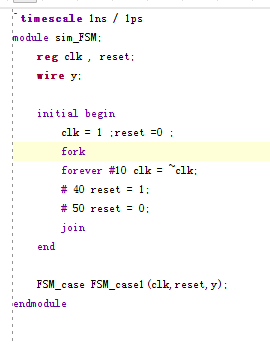 `timescale 1ns / 1ps
module sim_FSM;
reg clk , reset;
wire y;
initial begin
clk = 1 ;reset =0 ;
fork
forever #10 clk = ~clk;
# 40 reset = 1;
# 50 reset = 0;
join
end
FSM_case FSM_case1(clk,reset,y);
endmodule